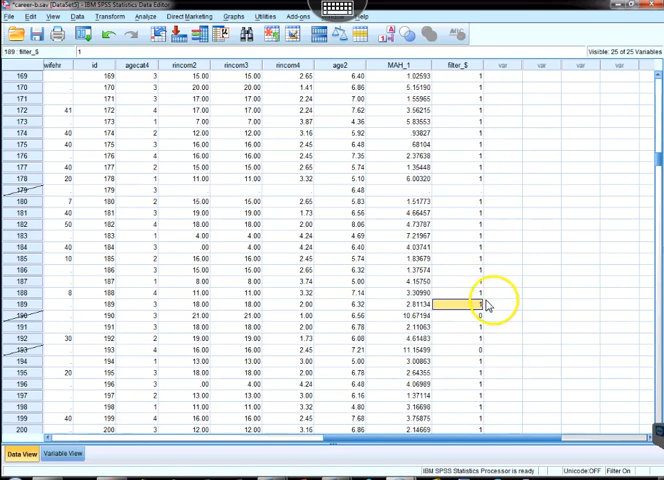 *career-b.sav [DataSet5] - IBM SPSS Statistics Data Editor
File Edit View Data Transform Analyze Direct Marketing Graphs Utilities Add-ons Help
189 : filter_$ 1 Visible: 25 of 25 Variables
wifehr id agecat4 rincom2 rincom3 rincom4 age2 MAH_1 filter_$ var var var var
169 . 169 3 15.00 15.00 2.65 6.40 1.02593 1
170 . 170 3 20.00 20.00 1.41 6.86 5.15190 1
171 . 171 3 17.00 17.00 2.24 7.00 1.55965 1
172 41 172 4 17.00 17.00 2.24 7.62 3.56215 1
173 . 173 1 7.00 7.00 3.87 4.36 5.83553 1
174 40 174 2 12.00 12.00 3.16 5.92 .93827 1
175 40 175 3 16.00 16.00 2.45 6.48 .68104 1
176 . 176 4 16.00 16.00 2.45 7.35 2.37638 1
177 40 177 2 15.00 15.00 2.65 5.74 1.35448 1
178 20 178 1 11.00 11.00 3.32 5.10 6.00320 1
179 . 179 3 . . . 6.48 . .
180 7 180 2 15.00 15.00 2.65 5.83 1.51773 1
181 40 181 3 19.00 19.00 1.73 6.56 4.66457 1
182 50 182 4 18.00 18.00 2.00 8.06 4.73787 1
183 . 183 1 4.00 4.00 4.24 4.69 7.21967 1
184 40 184 3 .00 4.00 4.24 6.40 4.03741 1
185 10 185 2 16.00 16.00 2.45 5.74 1.83679 1
186 . 186 3 15.00 15.00 2.65 6.32 1.37574 1
187 . 187 1 8.00 8.00 3.74 5.00 4.15750 1
188 8 188 4 11.00 11.00 3.32 7.14 3.30990 1
189 . 189 3 18.00 18.00 2.00 6.32 2.81134 1
190 . 190 3 21.00 21.00 1.00 6.56 10.67194 0
191 . 191 3 18.00 18.00 2.00 6.78 2.11063 1
192 30 192 3 19.00 19.00 1.73 6.08 4.61483 1
193 . 193 4 16.00 16.00 2.45 7.21 11.15499 0
194 . 194 1 13.00 13.00 3.00 5.00 3.00863 1
195 20 195 3 18.00 18.00 2.00 6.78 2.64355 1
196 . 196 3 .00 4.00 4.24 6.48 4.06989 1
197 . 197 2 13.00 13.00 3.00 6.16 1.37114 1
198 . 198 1 11.00 11.00 3.32 4.80 3.16698 1
199 40 199 4 16.00 16.00 2.45 7.68 3.75875 1
200 . 200 3 16.00 16.00 2.45 6.86 2.14669 1
Data View Variable View
IBM SPSS Statistics Processor is ready Unicode:OFF Filter On